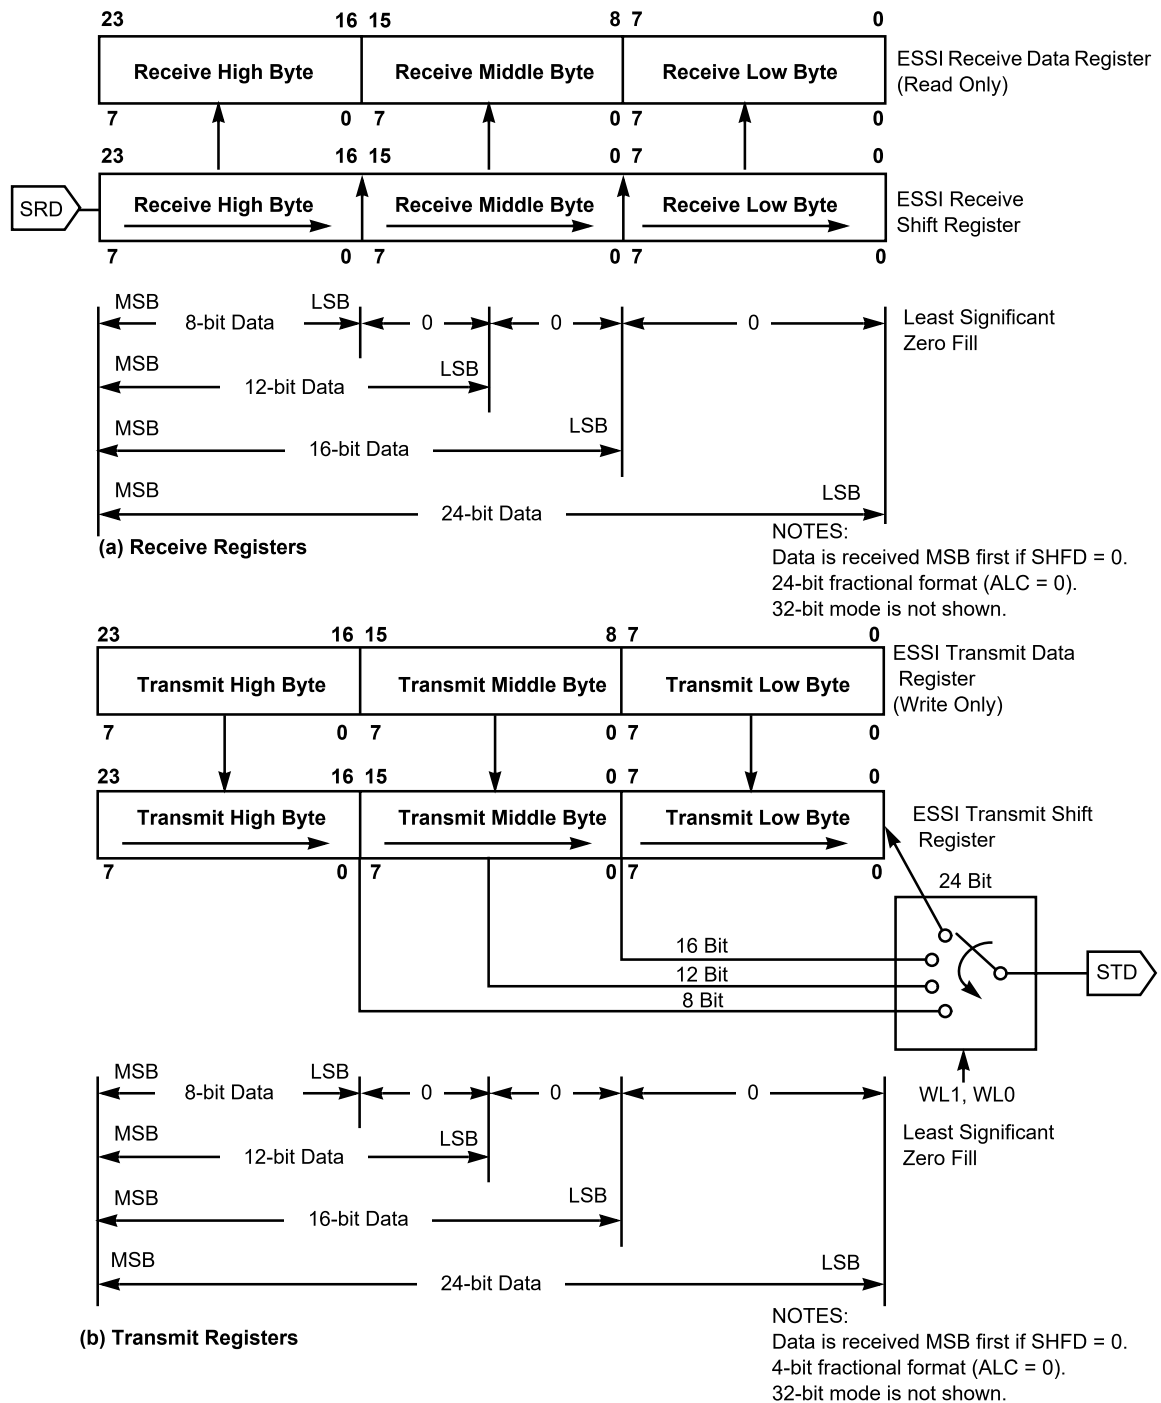 23 16 15 8 7 0
Receive High Byte Receive Middle Byte Receive Low Byte
ESSI Receive Data Register
(Read Only)
7 0 7 0 7 0
23 16 15 0 7 0
SRD
Receive High Byte Receive Middle Byte Receive Low Byte
ESSI Receive
Shift Register
7 0 7 0 7 0
MSB LSB
8-bit Data 0 0 0
Least Significant
Zero Fill
MSB LSB
12-bit Data
MSB LSB
16-bit Data
MSB LSB
24-bit Data
(a) Receive Registers
NOTES:
Data is received MSB first if SHFD = 0.
24-bit fractional format (ALC = 0).
32-bit mode is not shown.
23 16 15 8 7 0
Transmit High Byte Transmit Middle Byte Transmit Low Byte
ESSI Transmit Data
Register
(Write Only)
7 0 7 0 7 0
23 16 15 0 7 0
Transmit High Byte Transmit Middle Byte Transmit Low Byte
ESSI Transmit Shift
Register
7 0 7 0 7 0
24 Bit
16 Bit
12 Bit
8 Bit
STD
WL1, WL0
MSB LSB
8-bit Data 0 0 0
Least Significant
Zero Fill
MSB LSB
12-bit Data
MSB LSB
16-bit Data
MSB LSB
24-bit Data
(b) Transmit Registers
NOTES:
Data is received MSB first if SHFD = 0.
4-bit fractional format (ALC = 0).
32-bit mode is not shown.